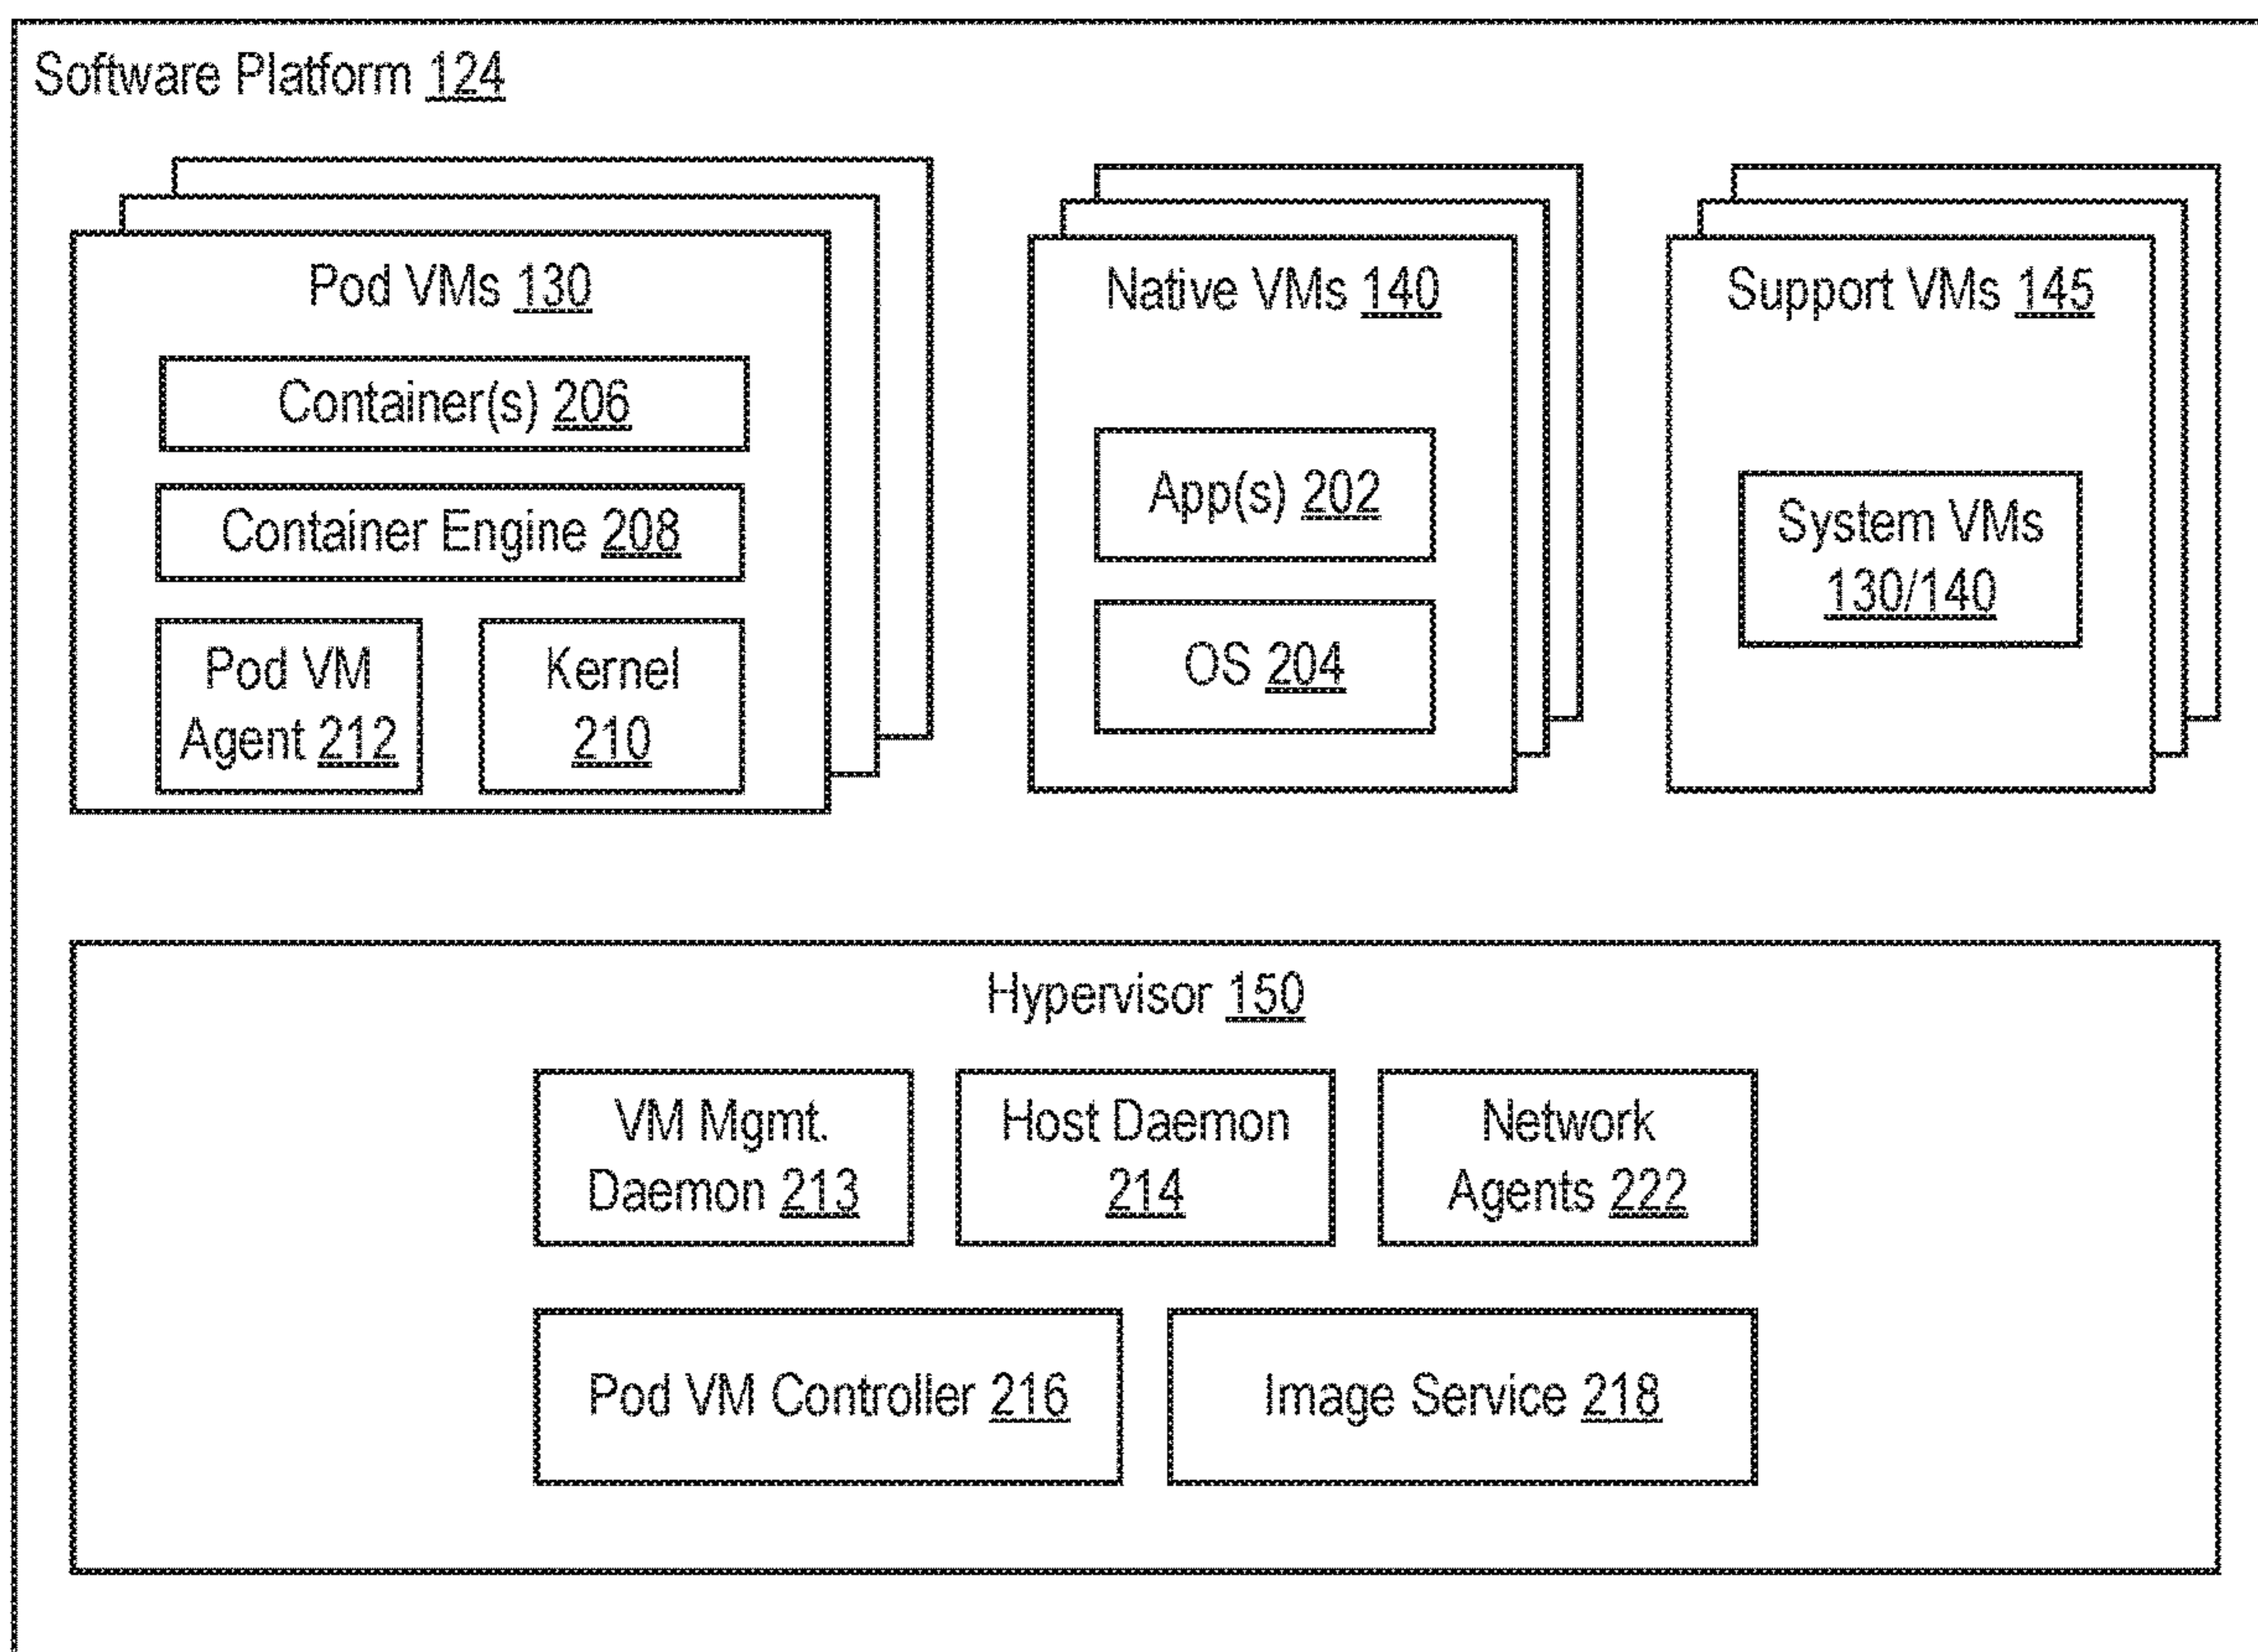 Software Platform 124
Pod VMs 130
Container(s) 206
Container Engine 208
Pod VM
Agent 212
Kernel
210
Native VMs 140
App(s) 202
OS 204
Support VMs 145
System VMs
130/140
Hypervisor 150
VM Mgmt.
Daemon 213
Host Daemon
214
Network
Agents 222
Pod VM Controller 216
Image Service 218